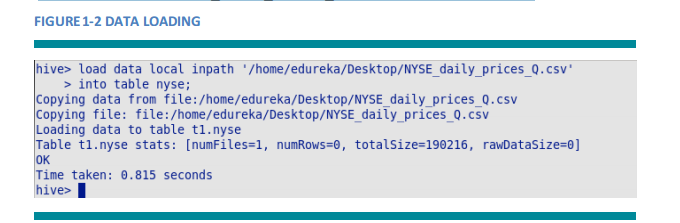 FIGURE1-2 DATA LOADING
hive> load data local inpath '/home/edureka/Desktop/NYSE_daily_prices_Q.csv'
> into table nyse;
Copying data from file:/home/edureka/Desktop/NYSE_daily_prices_Q.csv
Copying file: file:/home/edureka/Desktop/NYSE_daily_prices_Q.csv
Loading data to table t1.nyse
Table t1.nyse stats: [numFiles=1, numRows=0, totalSize=190216, rawDataSize=0]
OK
Time taken: 0.815 seconds
hive>